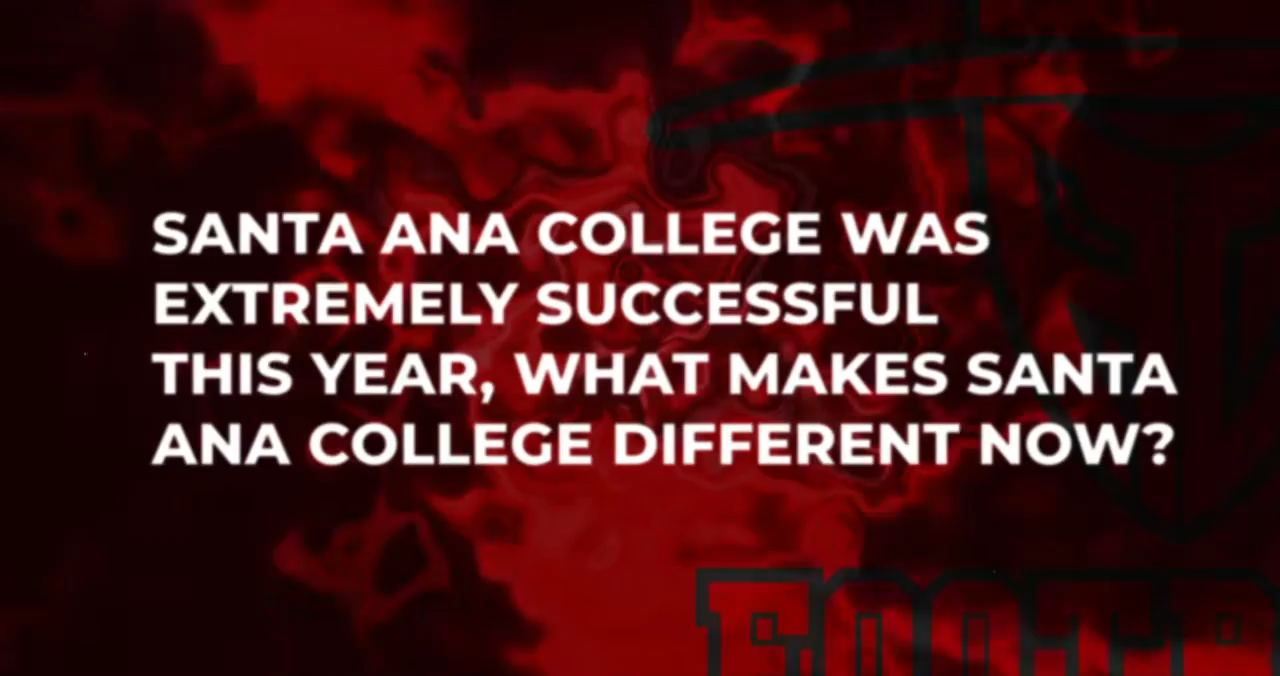 SANTA ANA COLLEGE WAS
EXTREMELY SUCCESSFUL
THIS YEAR, WHAT MAKES SANTA
ANA COLLEGE DIFFERENT NOW?